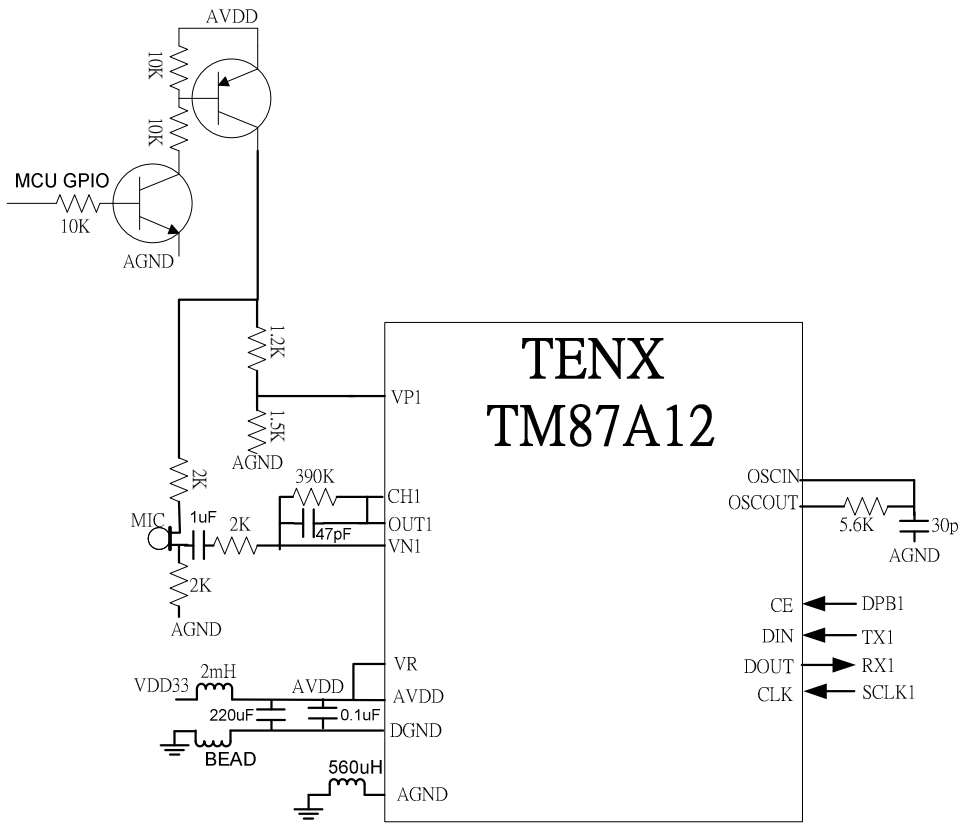 AVDD
10K
10K
MCU GPIO
10K
AGND
1.2K
TENX
TM87A12
VP1
1.5K
AGND
2K
390K
CH1
OSCIN
OSCOUT
MIC
1uF
2K
47pF
OUT1
VN1
5.6K
30p
AGND
2K
AGND
CE
DPB1
DIN
TX1
DOUT
RX1
CLK
SCLK1
VR
VDD33
2mH
AVDD
AVDD
220uF
0.1uF
DGND
BEAD
560uH
AGND